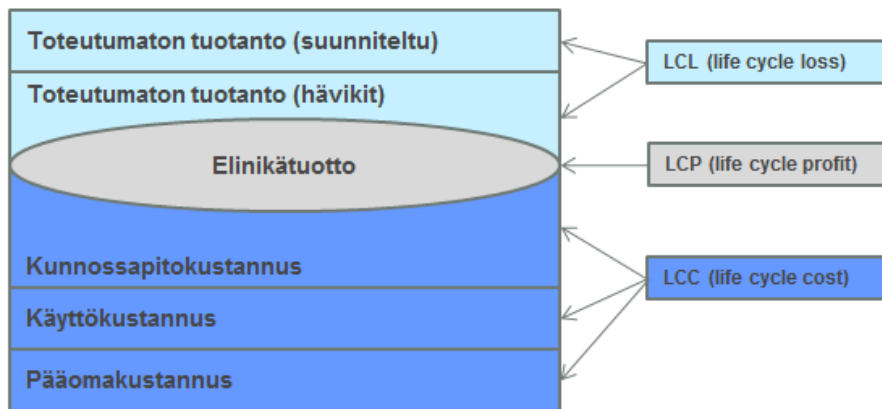 Toteutumaton tuotanto (suunniteltu)
LCL (life cycle loss)
Toteutumaton tuotanto (hävikit)
Elinikätuotto
LCP (life cycle profit)
Kunnossapitokustannus
LCC (life cycle cost)
Käyttökustannus
Pääomakustannus